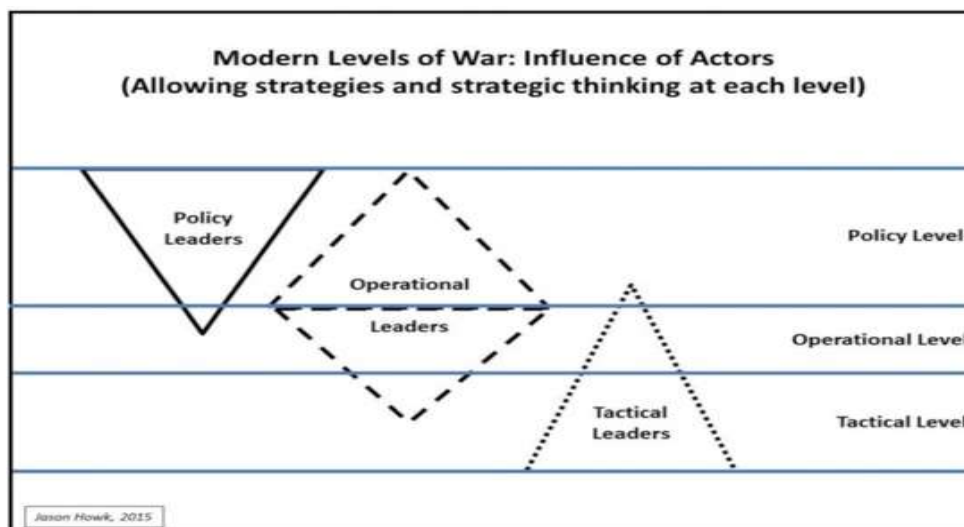 Modern Levels of War: Influence of Actors
(Allowing strategies and strategic thinking at each level)
Policy
Leaders
Policy Level
Operational
Leaders
Operational Level
Tactical
Leaders
Tactical Level
Jason Howk, 2015